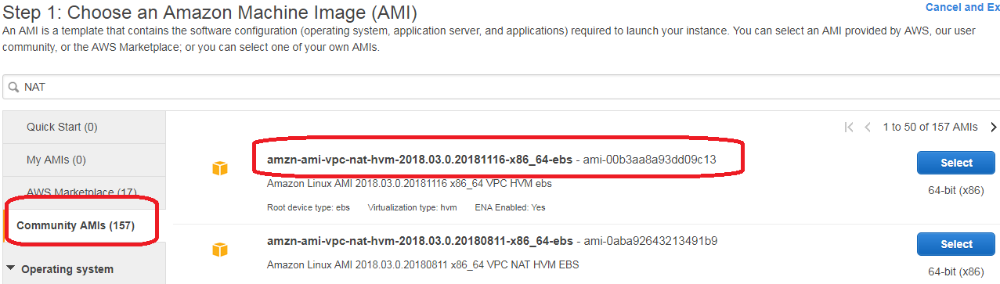 Step 1: Choose an Amazon Machine Image (AMI)
Cancel and Ex
An AMI is a template that contains the software configuration (operating system, application server, and applications) required to launch your instance. You can select an AMI provided by AWS, our user
community, or the AWS Marketplace; or you can select one of your own AMIs.
NAT
Quick Start (0)
1 to 50 of 157 AMIs
My AMIs (0)
AWS Marketplace (17)
Community AMIs (157)
Operating system
amzn-ami-vpc-nat-hvm-2018.03.0.20181116-x86_64-ebs - ami-00b3aa8a93dd09c13
Select
Amazon Linux AMI 2018.03.0.20181116 x86_64 VPC HVM ebs
64-bit (x86)
Root device type: ebs Virtualization type: hvm ENA Enabled: Yes
amzn-ami-vpc-nat-hvm-2018.03.0.20180811-x86_64-ebs - ami-0aba92643213491b9
Select
Amazon Linux AMI 2018.03.0.20180811 x86_64 VPC NAT HVM EBS
64-bit (x86)